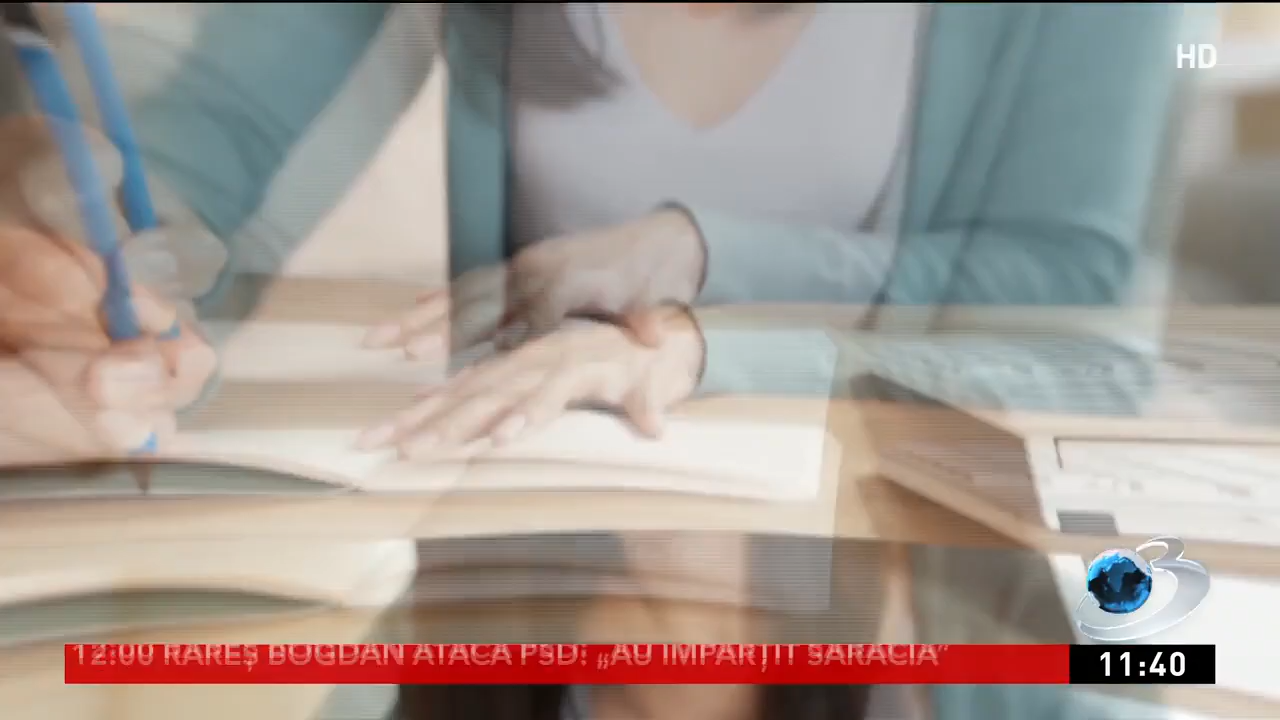 HD
12:00 RAREȘ BOGDAN ATACĂ PSD: „AU ÎMPĂRȚIT SĂRĂCIA”
11:40